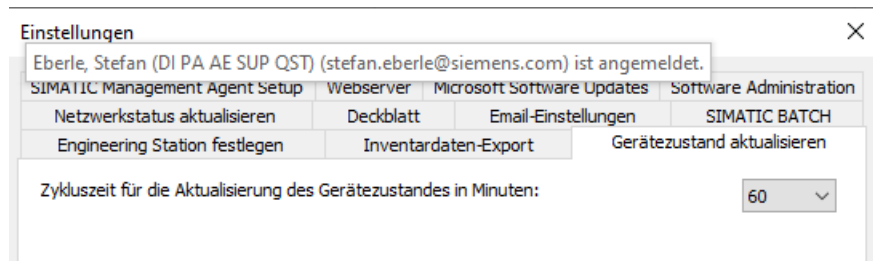 Einstellungen
Eberle, Stefan (DI PA AE SUP QST) (stefan.eberle@siemens.com) ist angemeldet.
SIMATIC Management Agent Setup Webserver Microsoft Software Updates Software Administration
Netzwerkstatus aktualisieren Deckblatt Email-Einstellungen SIMATIC BATCH
Engineering Station festlegen Inventardaten-Export Gerätezustand aktualisieren
Zykluszeit für die Aktualisierung des Gerätezustandes in Minuten: 60